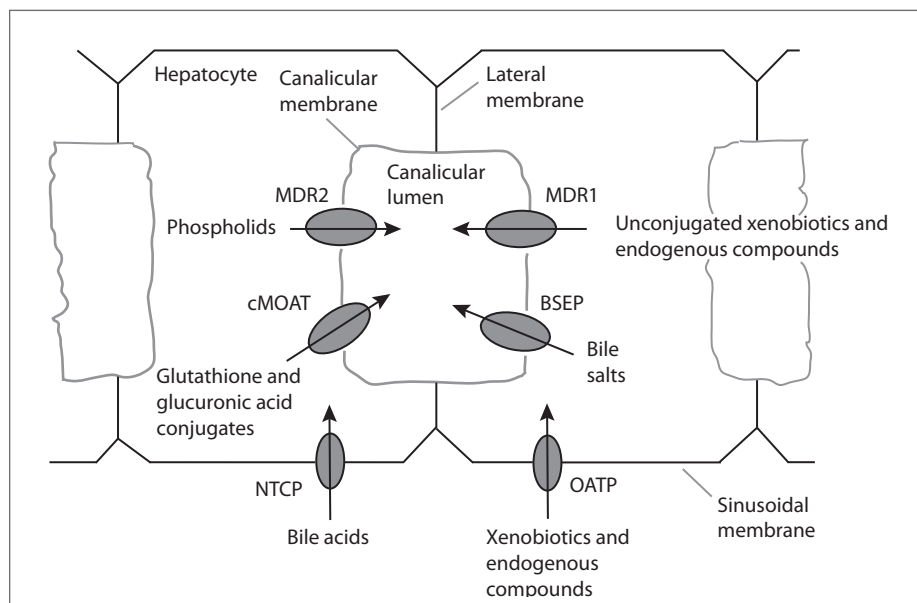 Hepatocyte
Canalicular
membrane
Lateral
membrane
Canalicular
lumen
MDR2
MDR1
Phospholids
Unconjugated xenobiotics and
endogenous compounds
cMOAT
BSEP
Glutathione and
glucuronic acid
conjugates
Bile
salts
NTCP
OATP
Sinusoidal
membrane
Bile acids
Xenobiotics and
endogenous
compounds